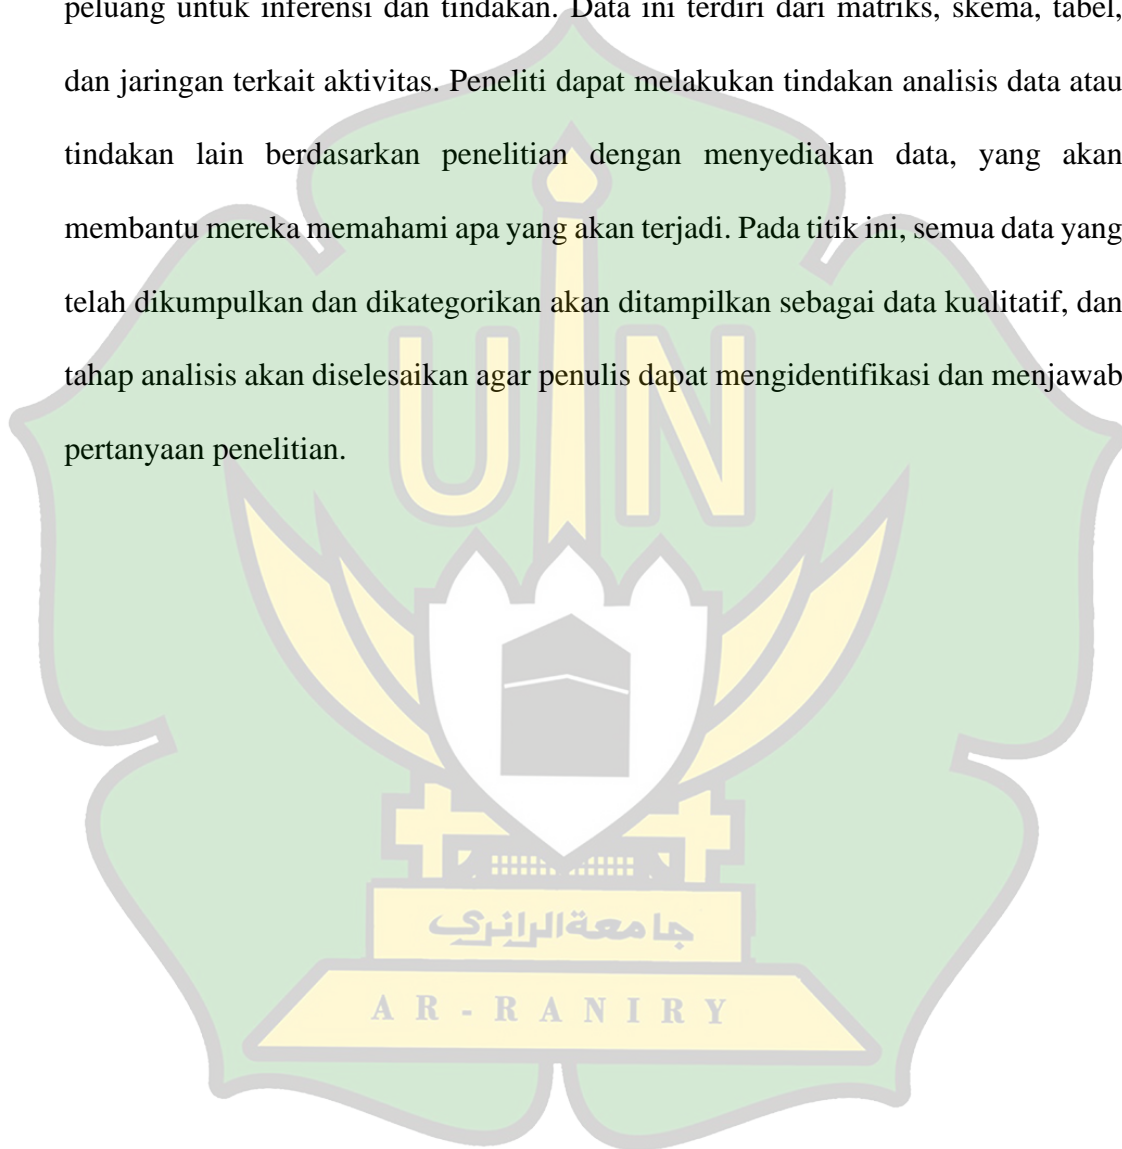 peluang untuk inferensi dan tindakan. Data ini terdiri dari matriks, skema, tabel,
dan jaringan terkait aktivitas. Peneliti dapat melakukan tindakan analisis data atau
tindakan lain berdasarkan penelitian dengan menyediakan data, yang akan
membantu mereka memahami apa yang akan terjadi. Pada titik ini, semua data yang
telah dikumpulkan dan dikategorikan akan ditampilkan sebagai data kualitatif, dan
tahap analisis akan diselesaikan agar penulis dapat mengidentifikasi dan menjawab
pertanyaan penelitian.
UIN
جامعة الرانري
AR-RANIRY